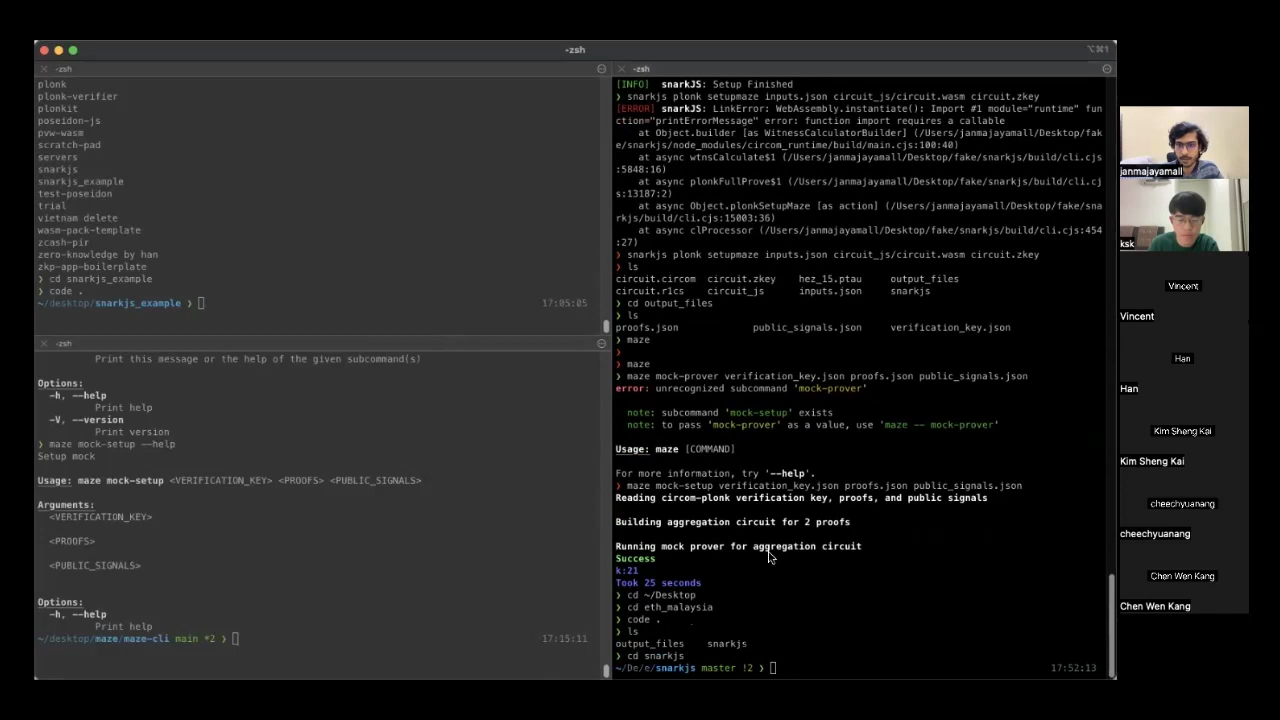 -zsh
⌥⌘1
-zsh
plonk
plonk-verifier
plonkit
poseidon-js
pvw-wasm
scratch-pad
servers
snarkjs
snarkjs_example
test-poseidon
trial
vietnam delete
wasm-pack-template
zcash-pir
zero-knowledge by han
zkp-app-boilerplate
❯ cd snarkjs_example
❯ code .
~/desktop/snarkjs_example ❯ 17:05:05
-zsh
Print this message or the help of the given subcommand(s)
Options:
-h, --help
Print help
-V, --version
Print version
❯ maze mock-setup --help
Setup mock
Usage: maze mock-setup <VERIFICATION_KEY> <PROOFS> <PUBLIC_SIGNALS>
Arguments:
<VERIFICATION_KEY>
<PROOFS>
<PUBLIC_SIGNALS>
Options:
-h, --help
Print help
~/desktop/maze/maze-cli main *2 ❯ 17:15:11
-zsh
[INFO] snarkJS: Setup Finished
❯ snarkjs plonk setupmaze inputs.json circuit_js/circuit.wasm circuit.zkey
[ERROR] snarkJS: LinkError: WebAssembly.instantiate(): Import #1 module="runtime" fun
ction="printErrorMessage" error: function import requires a callable
at Object.builder [as WitnessCalculatorBuilder] (/Users/janmajayamall/Desktop/fak
e/snarkjs/node_modules/circom_runtime/build/main.cjs:100:40)
at async wtnsCalculate$1 (/Users/janmajayamall/Desktop/fake/snarkjs/build/cli.cjs
:5848:16)
at async plonkFullProve$1 (/Users/janmajayamall/Desktop/fake/snarkjs/build/cli.cj
s:13187:2)
at async Object.plonkSetupMaze [as action] (/Users/janmajayamall/Desktop/fake/sna
rkjs/build/cli.cjs:15003:36)
at async clProcessor (/Users/janmajayamall/Desktop/fake/snarkjs/build/cli.cjs:454
:27)
❯ snarkjs plonk setupmaze inputs.json circuit_js/circuit.wasm circuit.zkey
❯ ls
circuit.circom circuit.zkey hez_15.ptau output_files
circuit.r1cs circuit_js inputs.json snarkjs
❯ cd output_files
❯ ls
proofs.json public_signals.json verification_key.json
❯ maze
❯
❯ maze
❯ maze mock-prover verification_key.json proofs.json public_signals.json
error: unrecognized subcommand 'mock-prover'
note: subcommand 'mock-setup' exists
note: to pass 'mock-prover' as a value, use 'maze -- mock-prover'
Usage: maze [COMMAND]
For more information, try '--help'.
❯ maze mock-setup verification_key.json proofs.json public_signals.json
Reading circom-plonk verification key, proofs, and public signals
Building aggregation circuit for 2 proofs
Running mock prover for aggregation circuit
Success
k:21
Took 25 seconds
❯ cd ~/Desktop
❯ cd eth_malaysia
❯ code .
❯ ls
output_files snarkjs
❯ cd snarkjs
~/De/e/snarkjs master !2 ❯ 17:52:13
janmajayamall
ksk
Vincent
Vincent
Han
Han
Kim Sheng Kai
Kim Sheng Kai
cheechyuanang
cheechyuanang
Chen Wen Kang
Chen Wen Kang